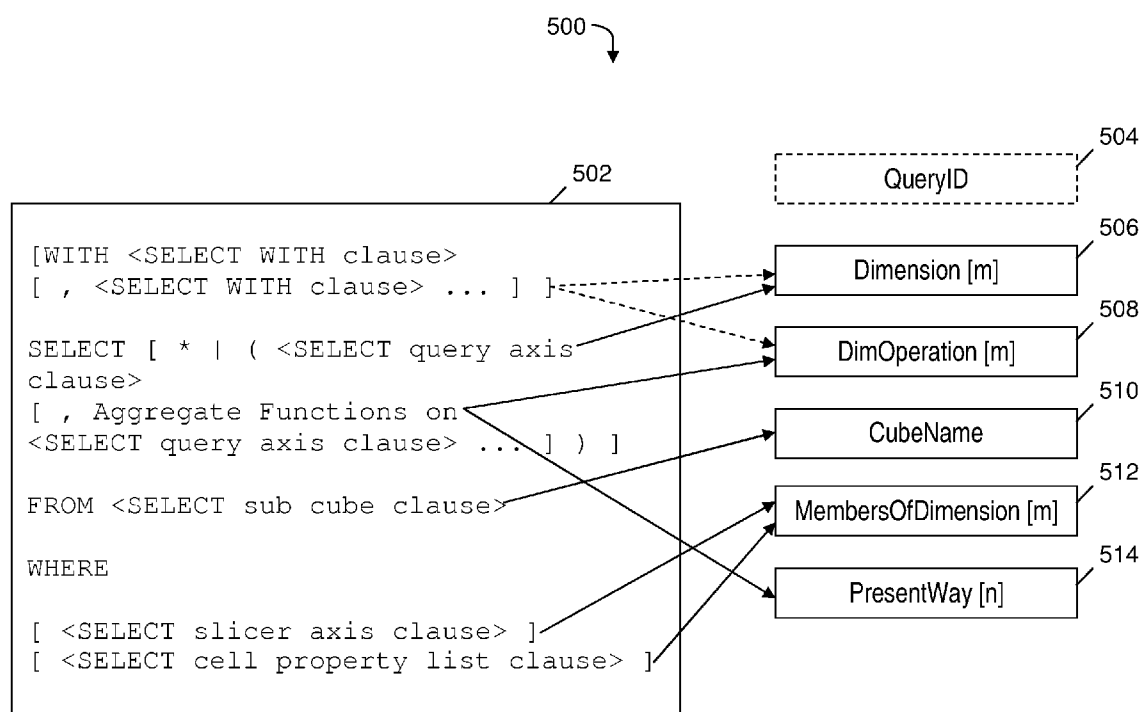 500
502
[WITH <SELECT WITH clause>
[ , <SELECT WITH clause> ... ] ]
SELECT [ * | ( <SELECT query axis
clause>
[ , Aggregate Functions on
<SELECT query axis clause> ... ] ) ]
FROM <SELECT sub cube clause>
WHERE
[ <SELECT slicer axis clause> ]
[ <SELECT cell property list clause> ]
504
QueryID
506
Dimension [m]
508
DimOperation [m]
510
CubeName
512
MembersOfDimension [m]
514
PresentWay [n]